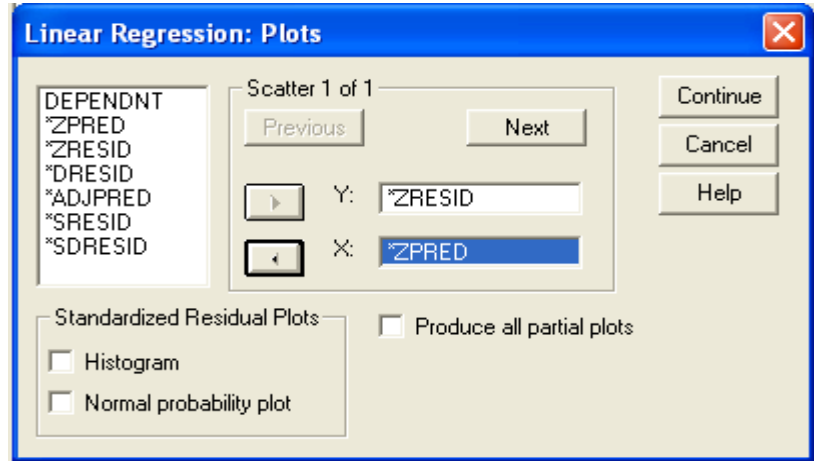 Linear Regression: Plots
DEPENDNT
*ZPRED
*ZRESID
*DRESID
*ADJPRED
*SRESID
*SDRESID
Scatter 1 of 1
Previous
Next
Y: *ZRESID
X: *ZPRED
Continue
Cancel
Help
Standardized Residual Plots
Histogram
Normal probability plot
Produce all partial plots